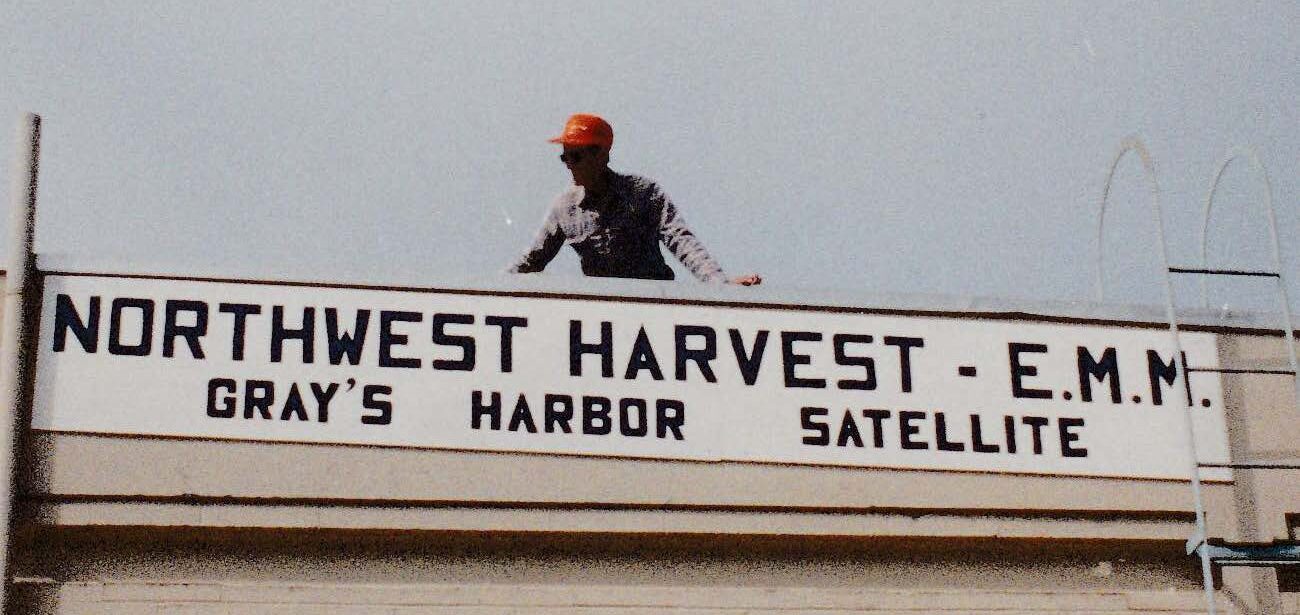 NORTHWEST HARVEST - E.M.M.
GRAY'S HARBOR SATELLITE